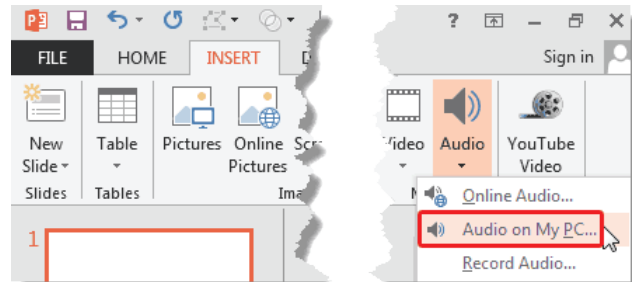 FILE HOME INSERT Sign in
New Slide
Table
Pictures
Online Pictures
Audio
YouTube Video
Slides Tables
Online Audio...
Audio on My PC...
Record Audio...
1